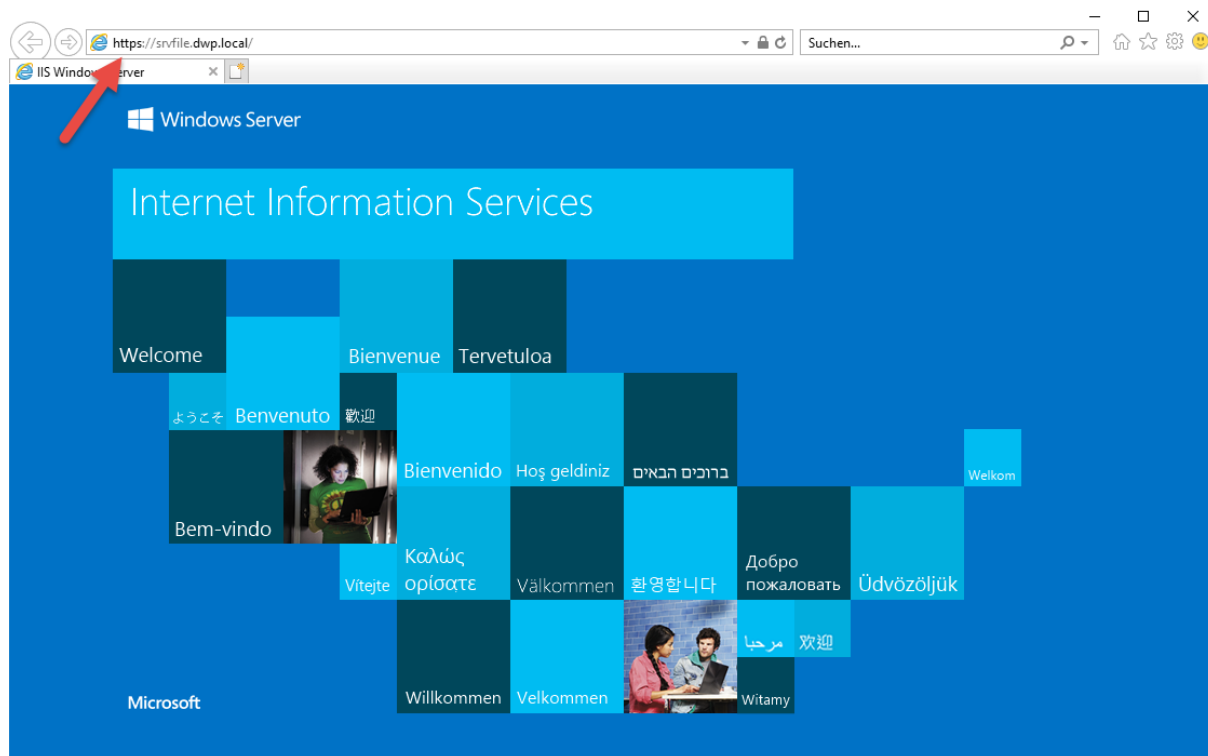 https://srvfile.dwp.local/
Suchen...
IIS Windows Server
Windows Server
Internet Information Services
Welcome
Bienvenue
Tervetuloa
ようこそ
Benvenuto
歡迎
Bienvenido
Hoş geldiniz
ברוכים הבאים
Welkom
Bem-vindo
Vítejte
Καλώς
ορίσατε
Välkommen
환영합니다
Добро
пожаловать
Üdvözöljük
مرحبا
欢迎
Willkommen
Velkommen
Witamy
Microsoft